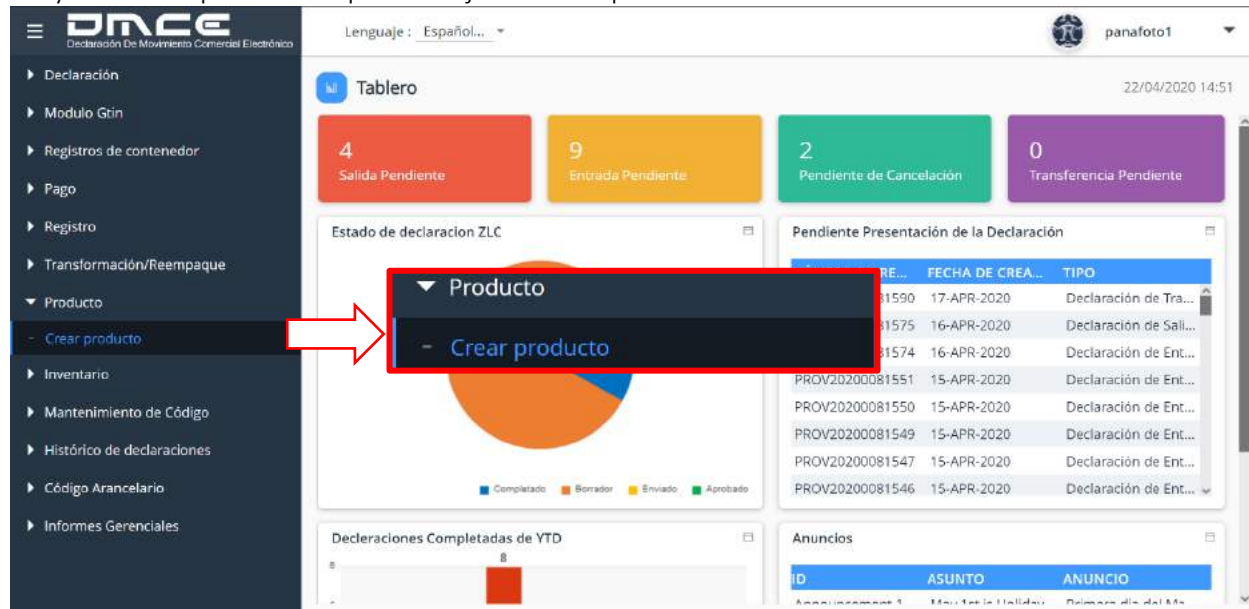 DMCE
Declaración De Movimiento Comercial Electrónico
Lenguaje : Español...
panafoto1
Declaración
Modulo Gtin
Registros de contenedor
Pago
Registro
Transformación/Reempaque
Producto
- Crear producto
Inventario
Mantenimiento de Código
Histórico de declaraciones
Código Arancelario
Informes Gerenciales
Tablero
22/04/2020 14:51
4
Salida Pendiente
9
Entrada Pendiente
2
Pendiente de Cancelación
0
Transferencia Pendiente
Estado de declaracion ZLC
Completado Borrador Enviado Aprobado
Producto
- Crear producto
Pendiente Presentación de la Declaración
RE... FECHA DE CREA... TIPO
81590 17-APR-2020 Declaración de Tra...
81575 16-APR-2020 Declaración de Sali...
81574 16-APR-2020 Declaración de Ent...
PROV20200081551 15-APR-2020 Declaración de Ent...
PROV20200081550 15-APR-2020 Declaración de Ent...
PROV20200081549 15-APR-2020 Declaración de Ent...
PROV20200081547 15-APR-2020 Declaración de Ent...
PROV20200081546 15-APR-2020 Declaración de Ent...
Decleraciones Completadas de YTD
8
8
Anuncios
ID ASUNTO ANUNCIO